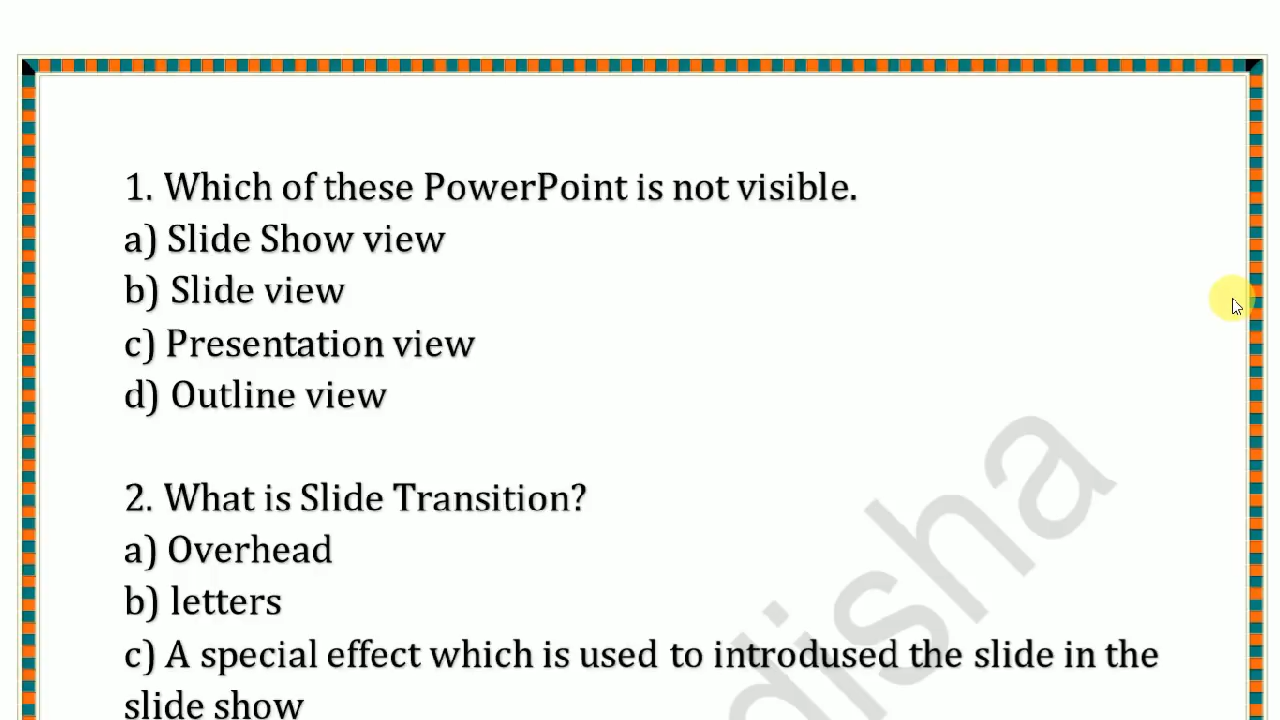 1. Which of these PowerPoint is not visible.
a) Slide Show view
b) Slide view
c) Presentation view
d) Outline view
2. What is Slide Transition?
a) Overhead
b) letters
c) A special effect which is used to introdused the slide in the
slide show
disha